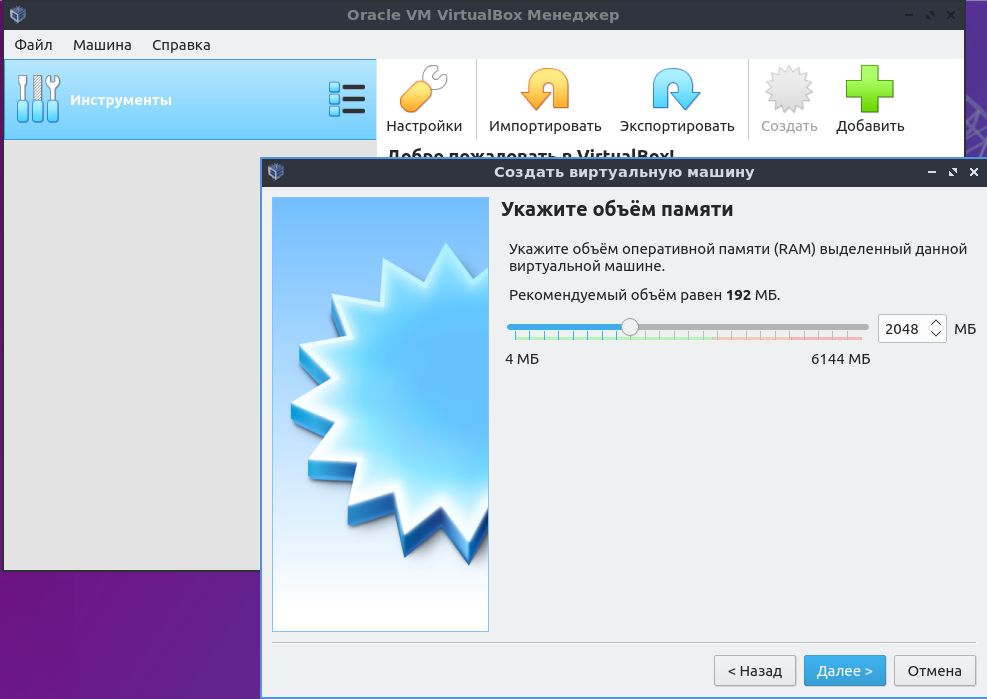 Oracle VM VirtualBox Менеджер
Файл Машина Справка
Инструменты
Настройки Импортировать Экспортировать Создать Добавить
Добро пожаловать в VirtualBox!
Создать виртуальную машину
Укажите объём памяти
Укажите объём оперативной памяти (RAM) выделенный данной
виртуальной машине.
Рекомендуемый объём равен 192 МБ.
2048 МБ
4 МБ 6144 МБ
< Назад Далее > Отмена